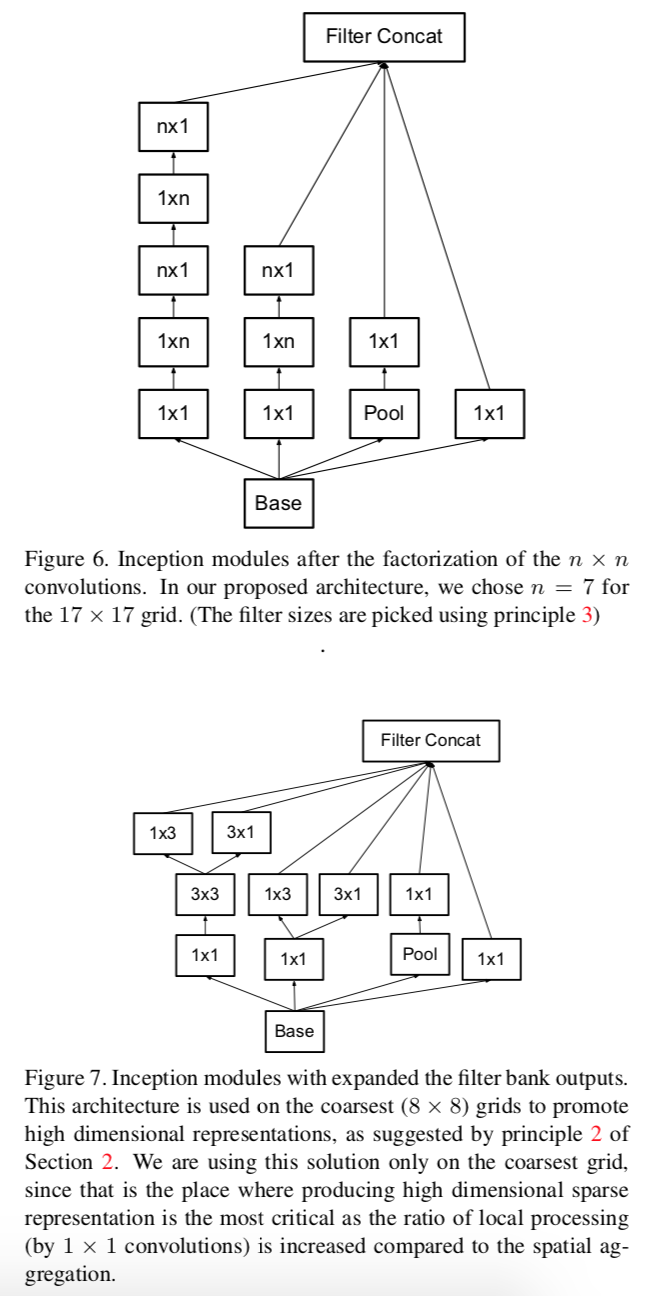 Filter Concat
nx1
1xn
nx1 nx1
1xn 1xn 1x1
1x1 1x1 Pool 1x1
Base
Figure 6. Inception modules after the factorization of the n × n
convolutions. In our proposed architecture, we chose n = 7 for
the 17 × 17 grid. (The filter sizes are picked using principle 3)
.
Filter Concat
1x3 3x1
3x3 1x3 3x1 1x1
1x1 1x1 Pool 1x1
Base
Figure 7. Inception modules with expanded the filter bank outputs.
This architecture is used on the coarsest (8 × 8) grids to promote
high dimensional representations, as suggested by principle 2 of
Section 2. We are using this solution only on the coarsest grid,
since that is the place where producing high dimensional sparse
representation is the most critical as the ratio of local processing
(by 1 × 1 convolutions) is increased compared to the spatial ag-
gregation.